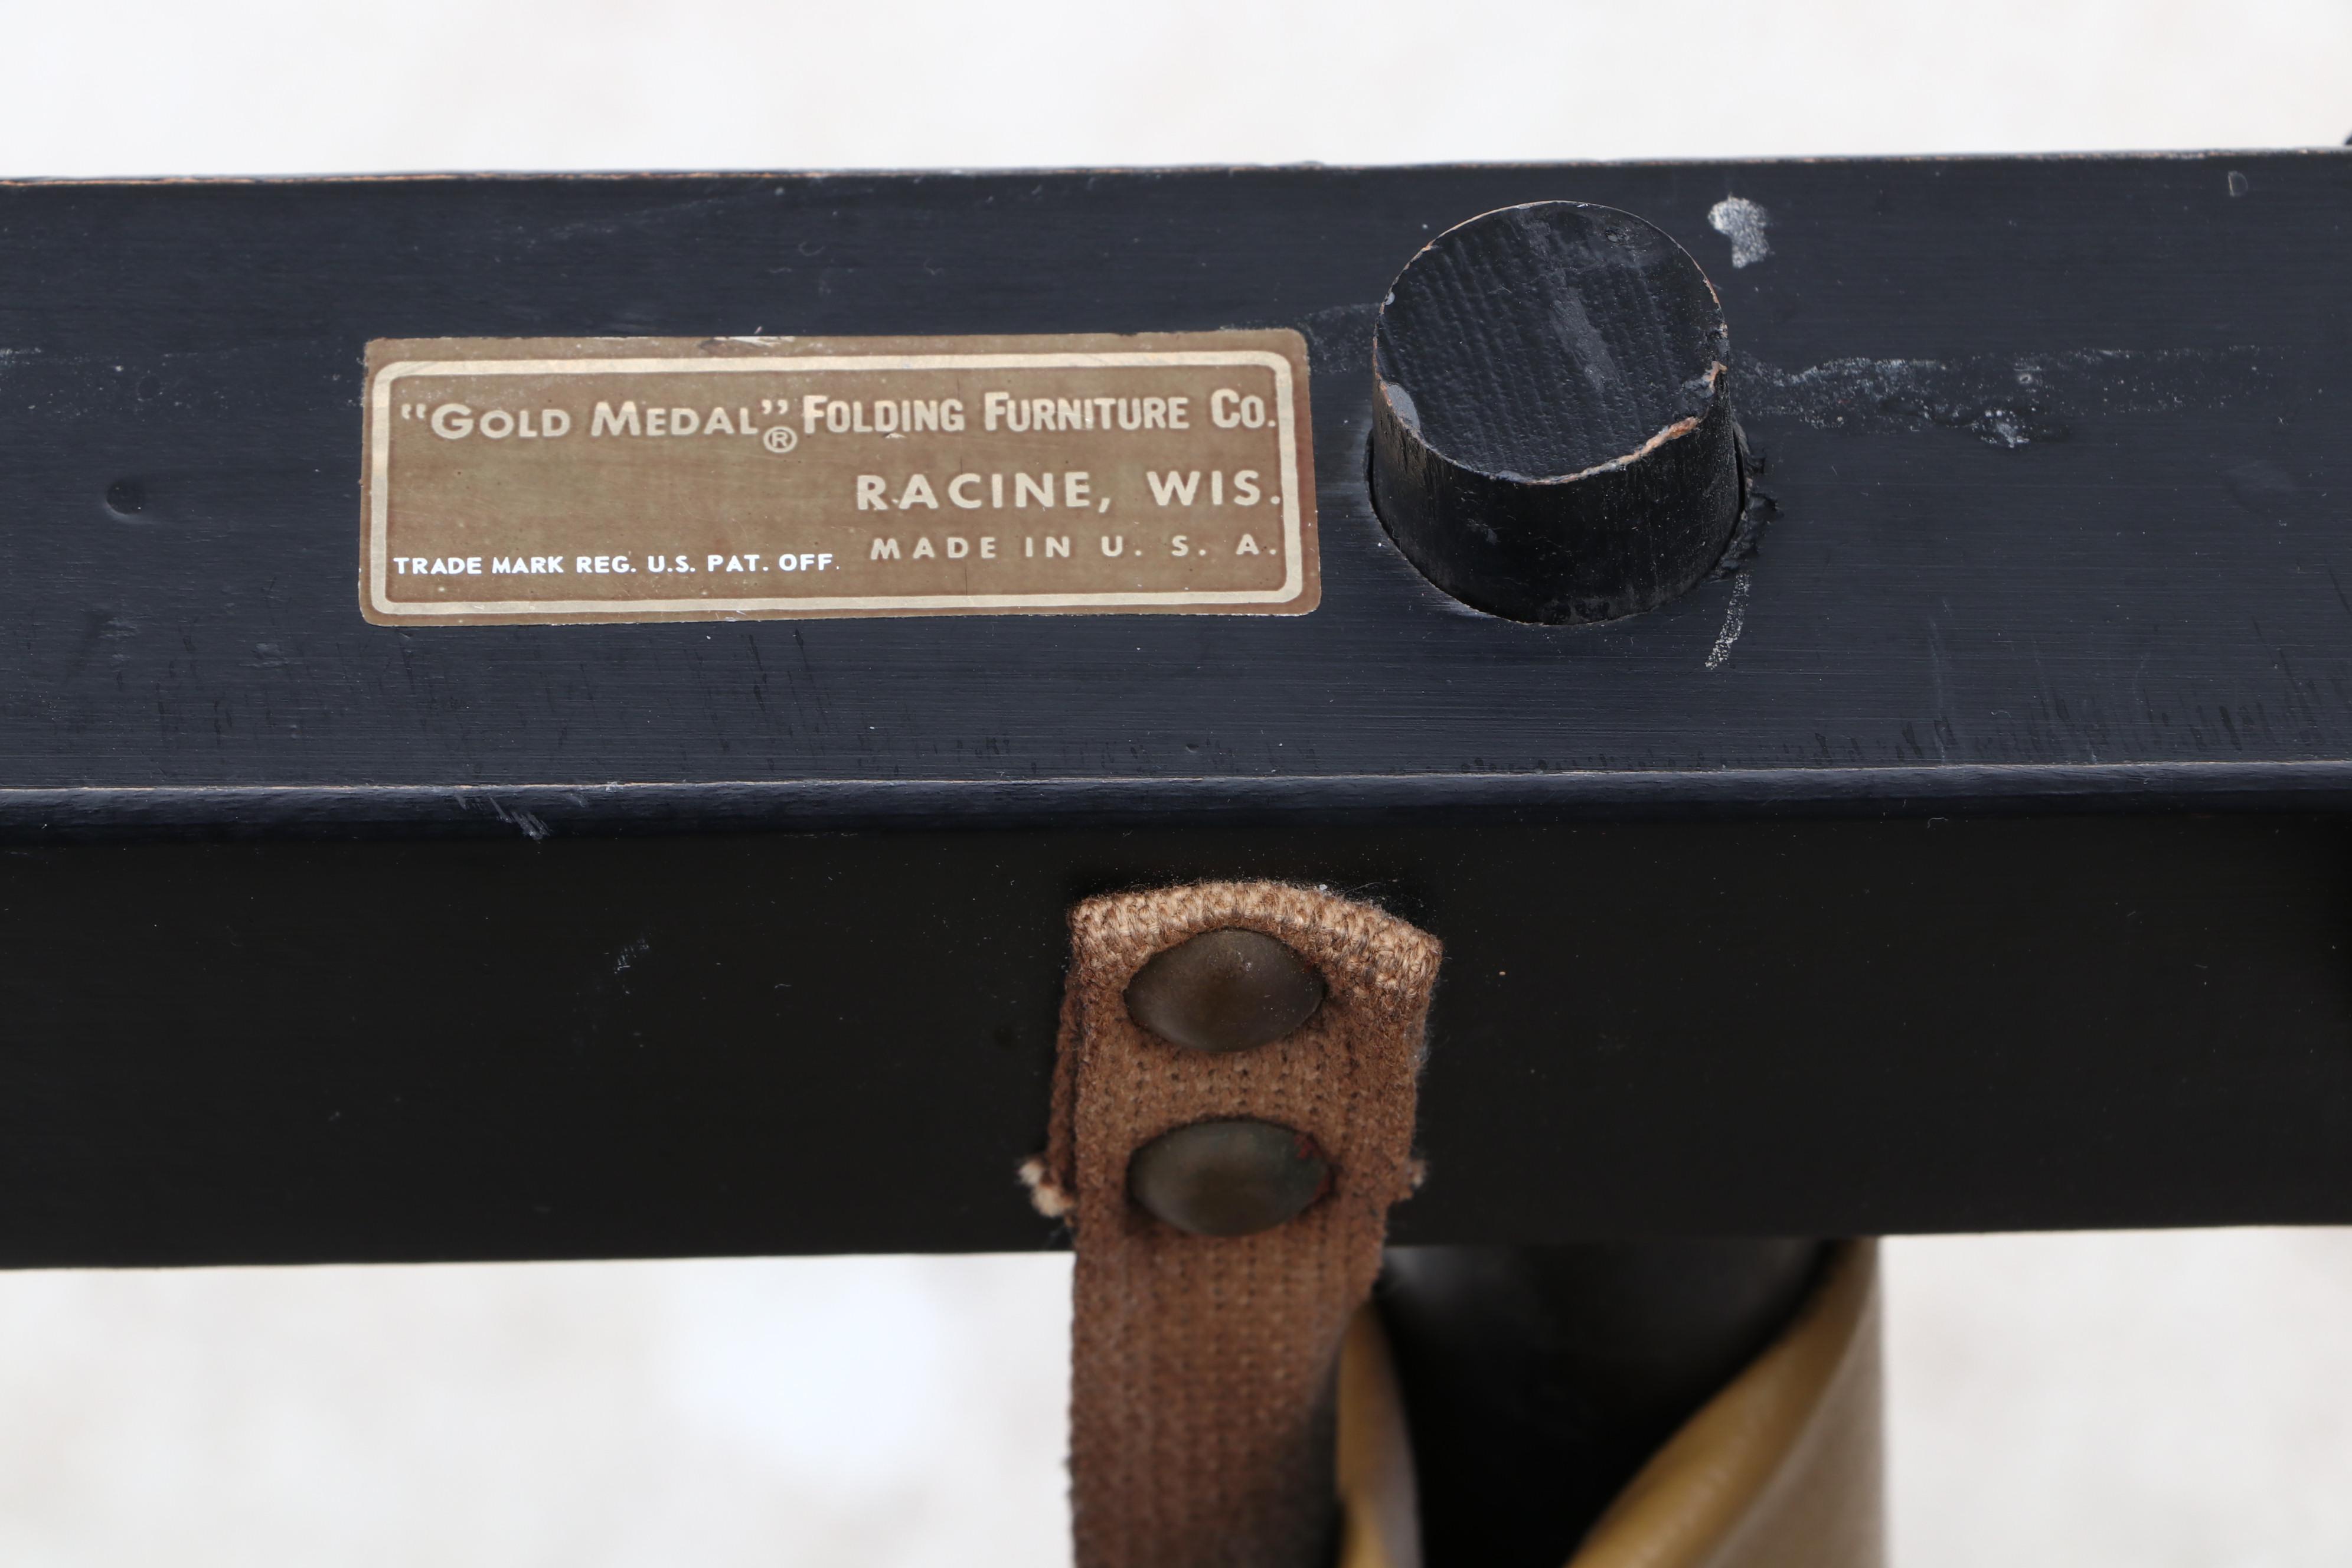 “GOLD MEDAL”® FOLDING FURNITURE CO.
RACINE, WIS.
TRADE MARK REG. U.S. PAT. OFF. MADE IN U. S. A.